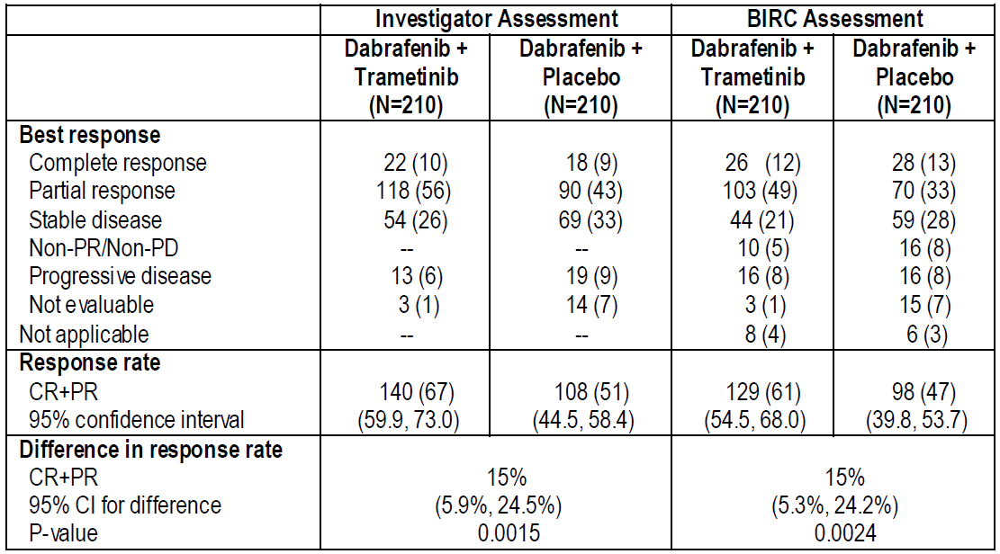 Investigator Assessment BIRC Assessment
Dabrafenib + Trametinib (N=210) Dabrafenib + Placebo (N=210) Dabrafenib + Trametinib (N=210) Dabrafenib + Placebo (N=210)
Best response
Complete response 22 (10) 18 (9) 26 (12) 28 (13)
Partial response 118 (56) 90 (43) 103 (49) 70 (33)
Stable disease 54 (26) 69 (33) 44 (21) 59 (28)
Non-PR/Non-PD -- -- 10 (5) 16 (8)
Progressive disease 13 (6) 19 (9) 16 (8) 16 (8)
Not evaluable 3 (1) 14 (7) 3 (1) 15 (7)
Not applicable -- -- 8 (4) 6 (3)
Response rate
CR+PR 140 (67) 108 (51) 129 (61) 98 (47)
95% confidence interval (59.9, 73.0) (44.5, 58.4) (54.5, 68.0) (39.8, 53.7)
Difference in response rate
CR+PR 15% 15%
95% CI for difference (5.9%, 24.5%) (5.3%, 24.2%)
P-value 0.0015 0.0024